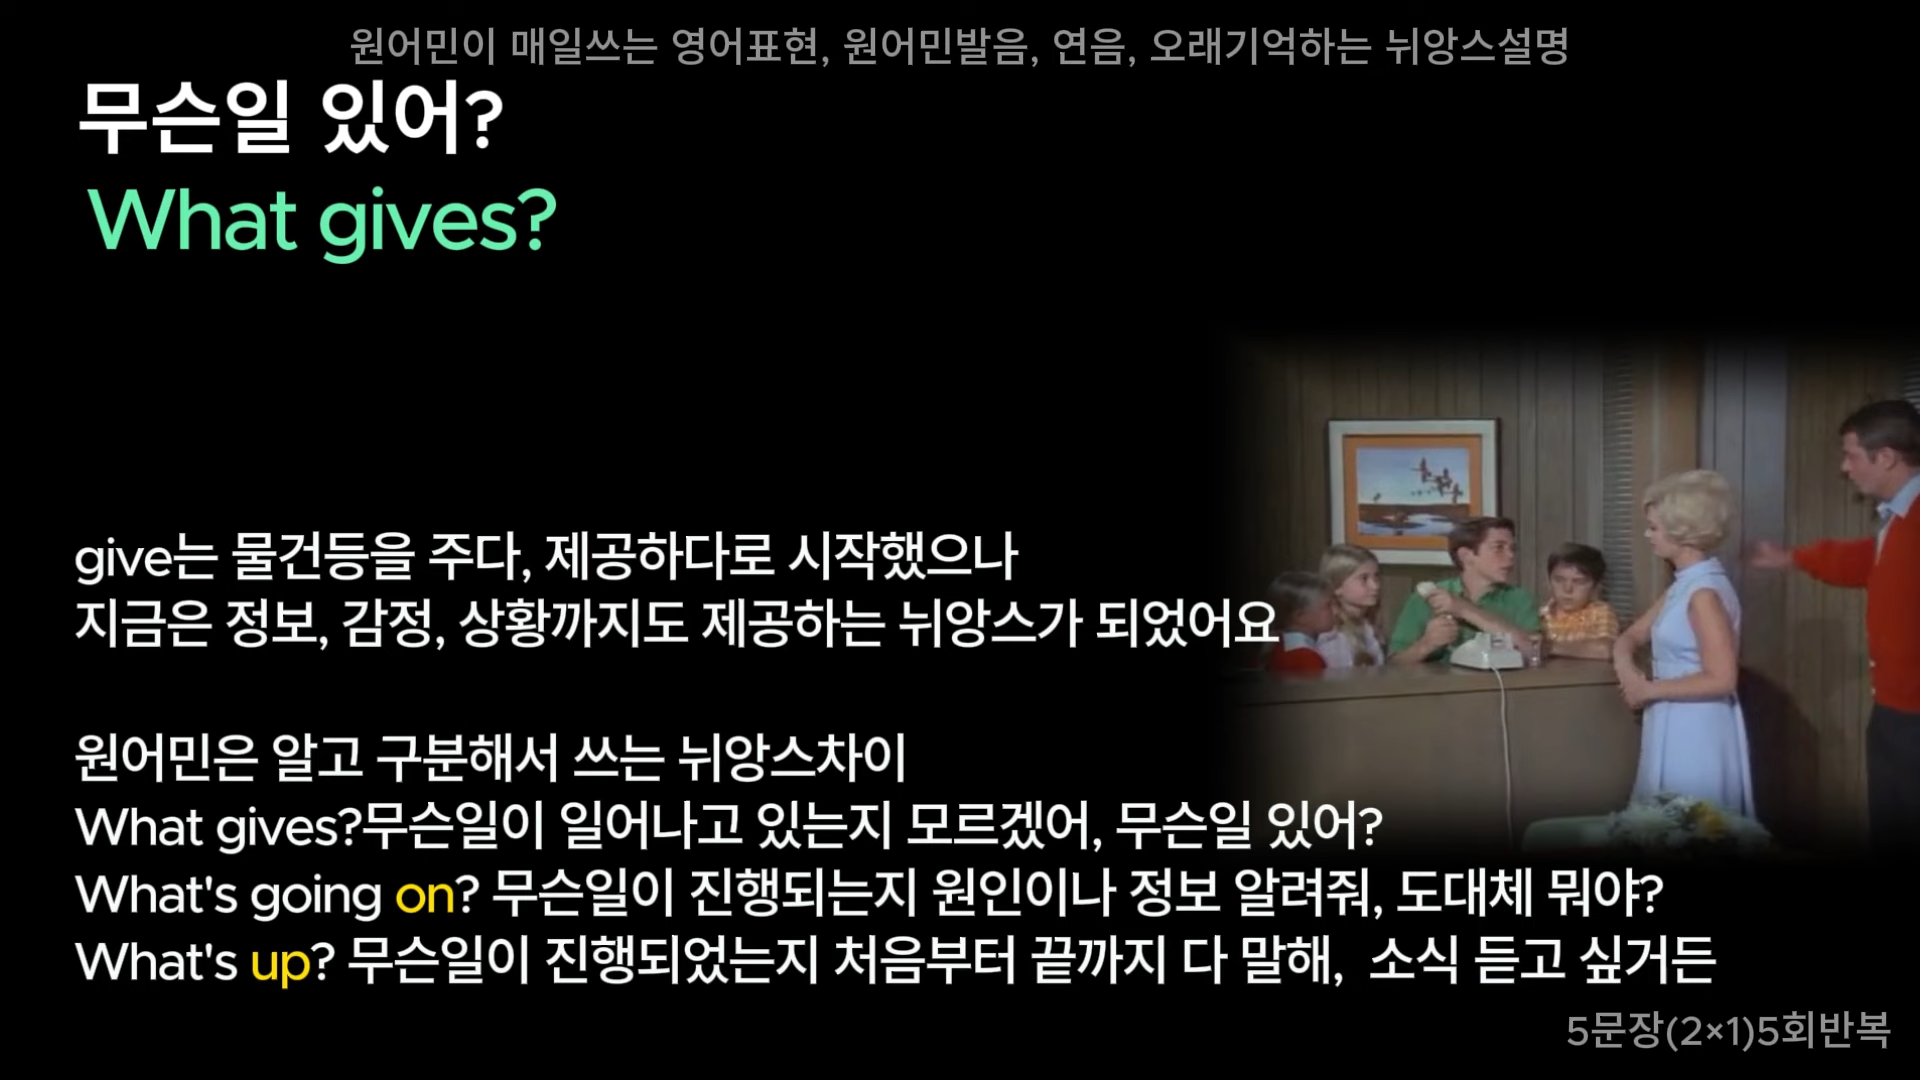 원어민이 매일쓰는 영어표현, 원어민발음, 연음, 오래기억하는 뉘앙스설명
무슨일 있어?
What gives?
give는 물건등을 주다, 제공하다로 시작했으나
지금은 정보, 감정, 상황까지도 제공하는 뉘앙스가 되었어요
원어민은 알고 구분해서 쓰는 뉘앙스차이
What gives?무슨일이 일어나고 있는지 모르겠어, 무슨일 있어?
What's going on? 무슨일이 진행되는지 원인이나 정보 알려줘, 도대체 뭐야?
What's up? 무슨일이 진행되었는지 처음부터 끝까지 다 말해, 소식 듣고 싶거든
5문장(2×1)5회반복